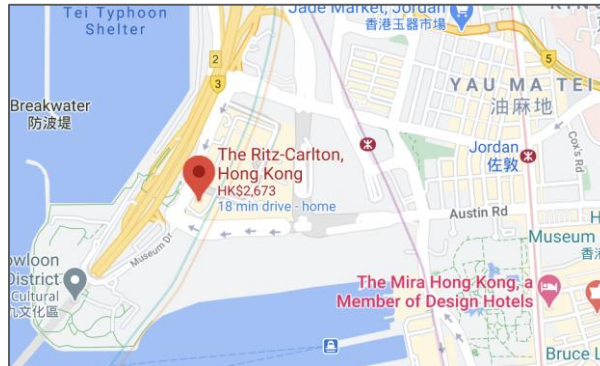 Tei Typhoon
Shelter
Jade Market, Jordan
香港玉器市場
2
3
5
YAU MA TEI
油麻地
Breakwater
防波堤
The Ritz-Carlton,
Hong Kong
HK$2,673
18 min drive - home
Jordan
佐敦
Cox's Rd
Austin Rd
Museum Dr
Museum
District
Cultural
The Mira Hong Kong, a
Member of Design Hotels